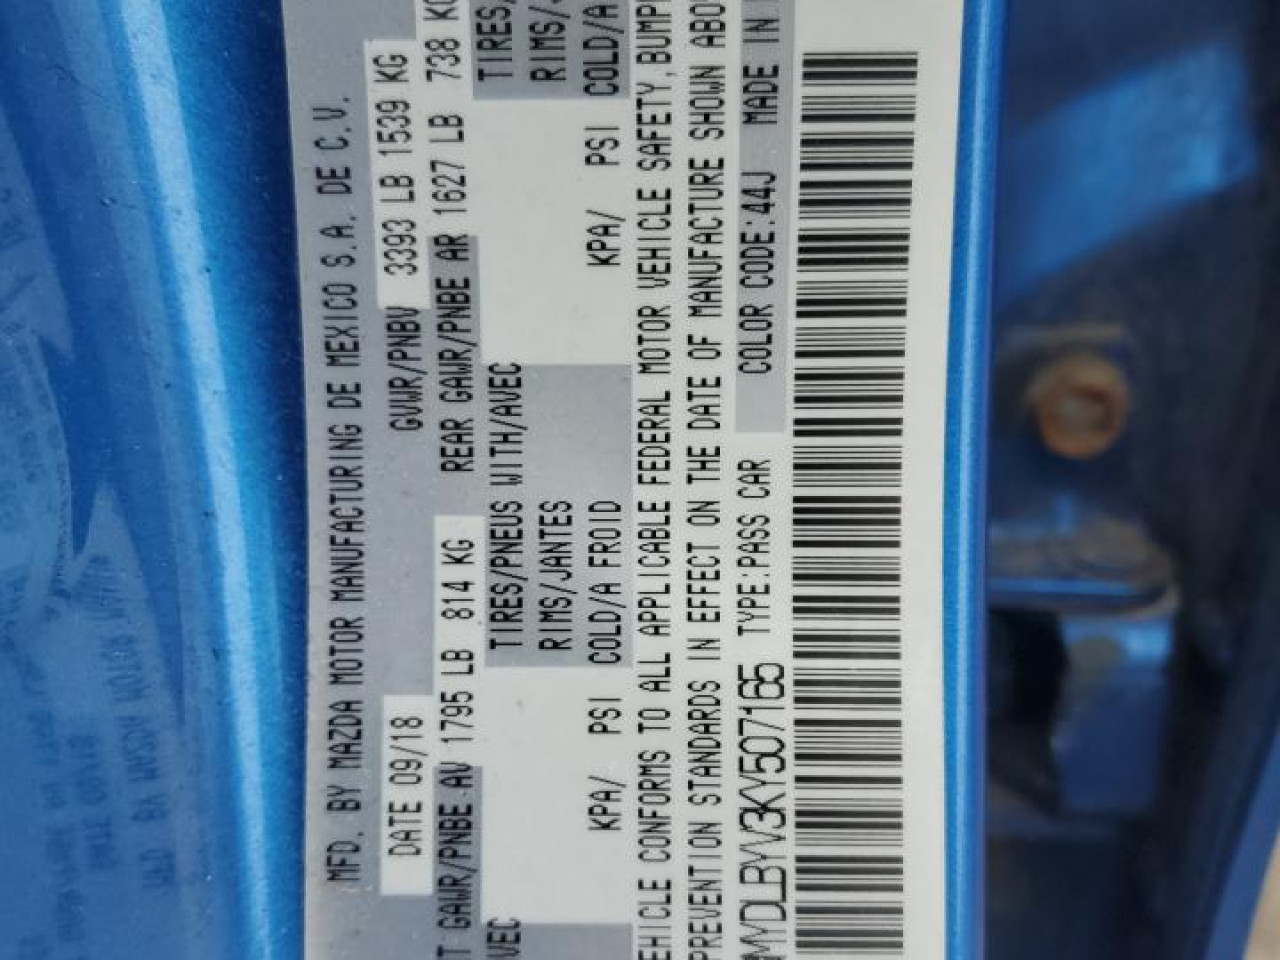 MFD. BY MAZDA MOTOR MANUFACTURING DE MEXICO S.A. DE C.V.
DATE 09/18 GVWR/PNBV 3393 LB 1539 KG
GAWR/PNBE AV 1795 LB 814 KG REAR GAWR/PNBE AR 1627 LB 738 KG
TIRES/PNEUS WITH/AVEC TIRES/
RIMS/JANTES RIMS/
KPA/ PSI COLD/A FROID KPA/ PSI COLD/A
EHICLE CONFORMS TO ALL APPLICABLE FEDERAL MOTOR VEHICLE SAFETY, BUMP
PREVENTION STANDARDS IN EFFECT ON THE DATE OF MANUFACTURE SHOWN ABO
MYDLBYV3KY507165 TYPE:PASS CAR COLOR CODE:44J MADE IN